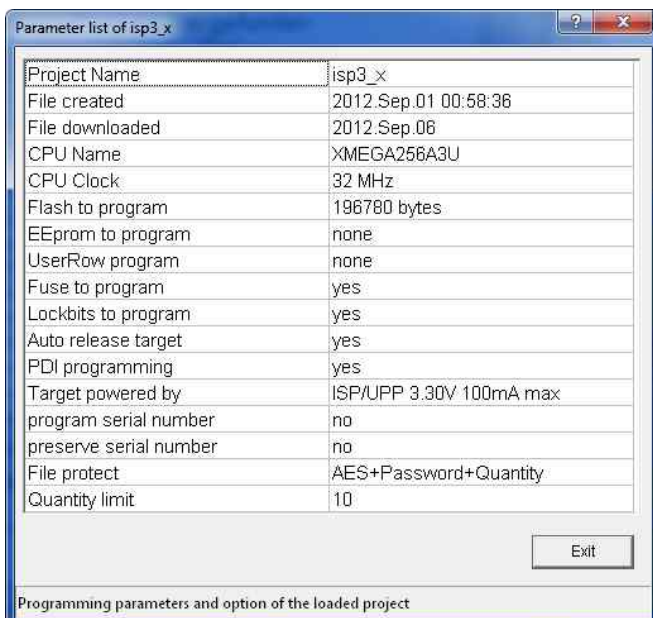 Parameter list of isp3_x
Project Name isp3_x
File created 2012.Sep.01 00:58:36
File downloaded 2012.Sep.06
CPU Name XMEGA256A3U
CPU Clock 32 MHz
Flash to program 196780 bytes
EEprom to program none
UserRow program none
Fuse to program yes
Lockbits to program yes
Auto release target yes
PDI programming yes
Target powered by ISP/UPP 3.30V 100mA max
program serial number no
preserve serial number no
File protect AES+Password+Quantity
Quantity limit 10
Exit
Programming parameters and option of the loaded project